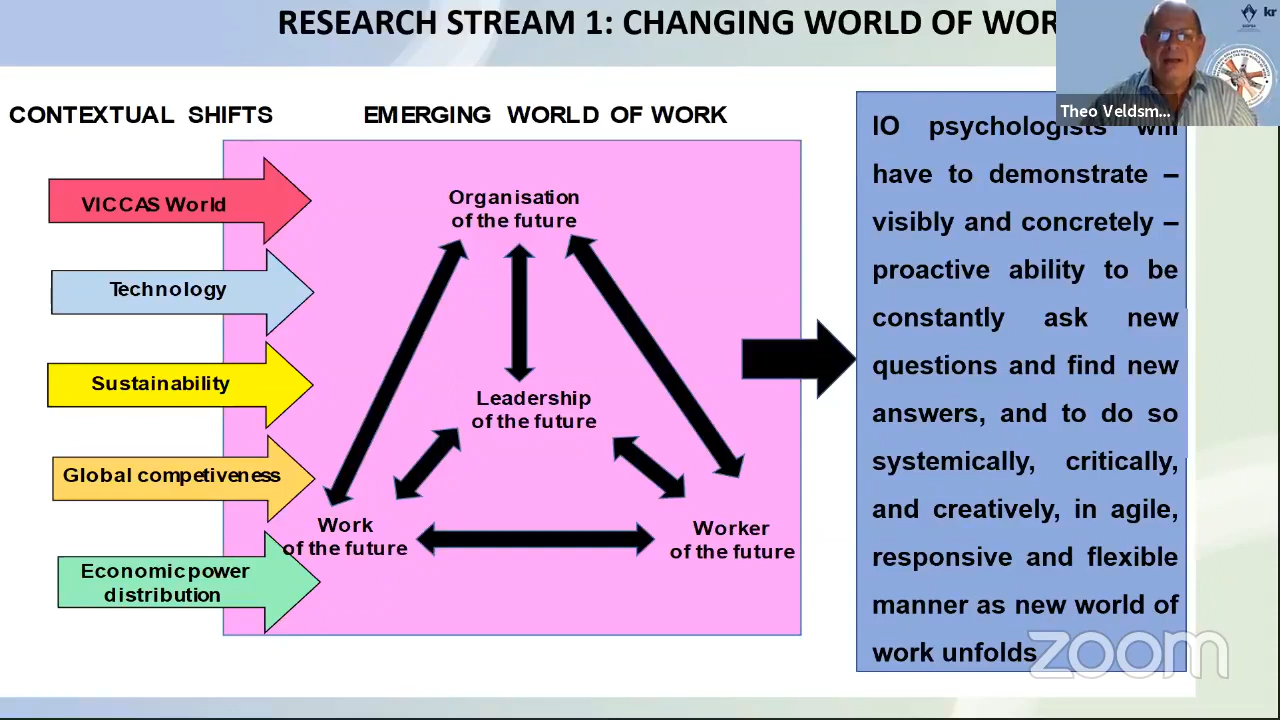 RESEARCH STREAM 1: CHANGING WORLD OF WOR
kr
Theo Veldsm...
CONTEXTUAL SHIFTS
EMERGING WORLD OF WORK
VICCAS World
Technology
Sustainability
Global competiveness
Economic power
distribution
Organisation
of the future
Leadership
of the future
Work
of the future
Worker
of the future
IO psychologists will
have to demonstrate –
visibly and concretely –
proactive ability to be
constantly ask new
questions and find new
answers, and to do so
systemically, critically,
and creatively, in agile,
responsive and flexible
manner as new world of
work unfolds
zoom